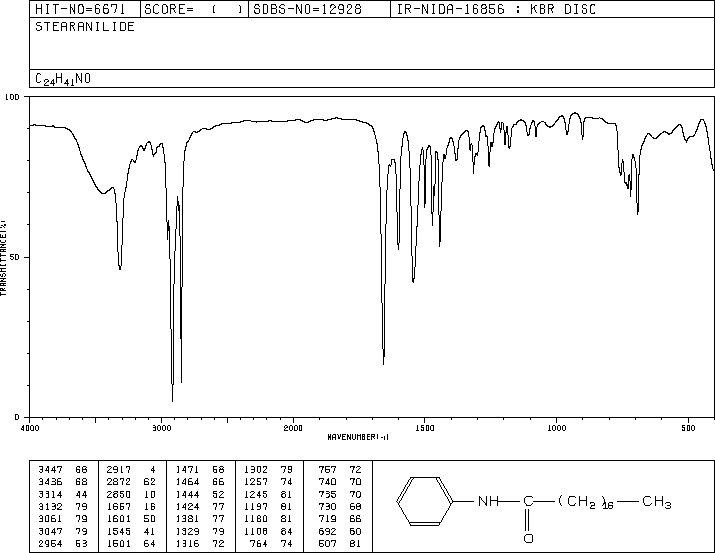 HIT-NO=6671 SCORE= ( ) SDBS-NO=12928 IR-NIDA-16856 : KBR DISC
STEARANILIDE
C24H41NO
100
50
0
TRANSMITTANCE(%)
4000 3000 2000 1500 1000 500
WAVENUMBER(-1)
3447 68 2917 4 1471 68 1302 79 757 72
3436 68 2872 62 1464 66 1257 74 740 70
3314 44 2850 10 1444 52 1245 81 735 70
3132 79 1657 16 1424 77 1197 81 730 68
3061 79 1601 50 1381 77 1180 81 719 66
3047 79 1545 41 1329 79 1108 84 692 60
2954 63 1501 64 1316 72 764 74 507 81
NH C (CH2)16 CH3
O